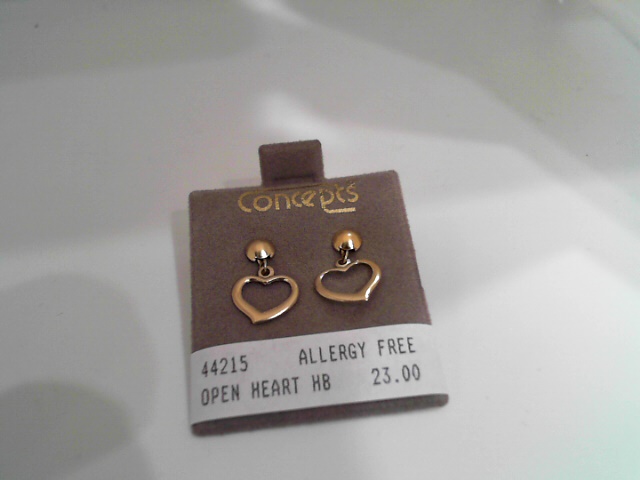 Concepts
44215 ALLERGY FREE
OPEN HEART HB 23.00